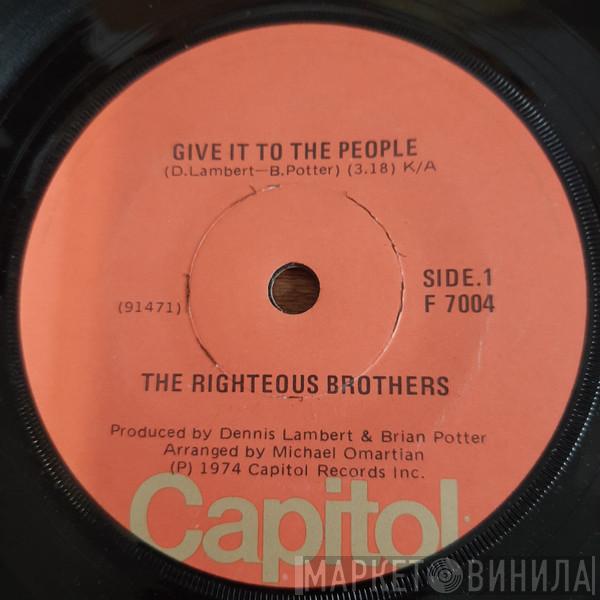 GIVE IT TO THE PEOPLE
(D.Lambert—B.Potter) (3.18) K/A
SIDE.1
(91471)
F 7004
THE RIGHTEOUS BROTHERS
Produced by Dennis Lambert & Brian Potter
Arranged by Michael Omartian
(P) 1974 Capitol Records Inc.
Capitol
МАРКЕТ ВИНИЛА